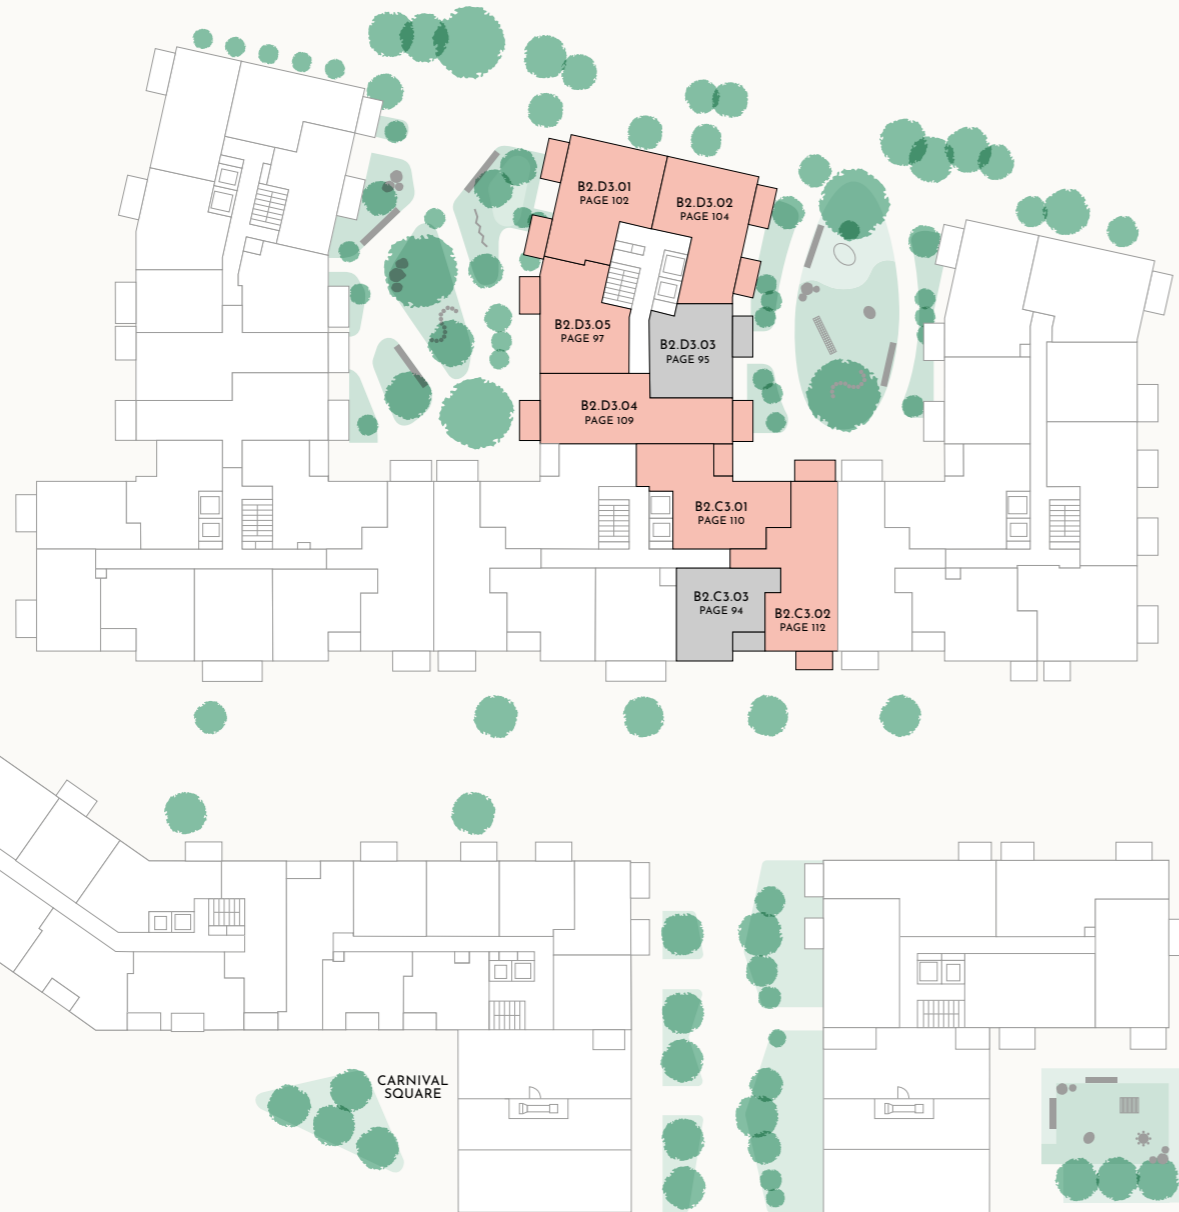 B2.D3.01
PAGE 102
B2.D3.02
PAGE 104
B2.D3.05
PAGE 97
B2.D3.03
PAGE 95
B2.D3.04
PAGE 109
B2.C3.01
PAGE 110
B2.C3.03
PAGE 94
B2.C3.02
PAGE 112
CARNIVAL
SQUARE